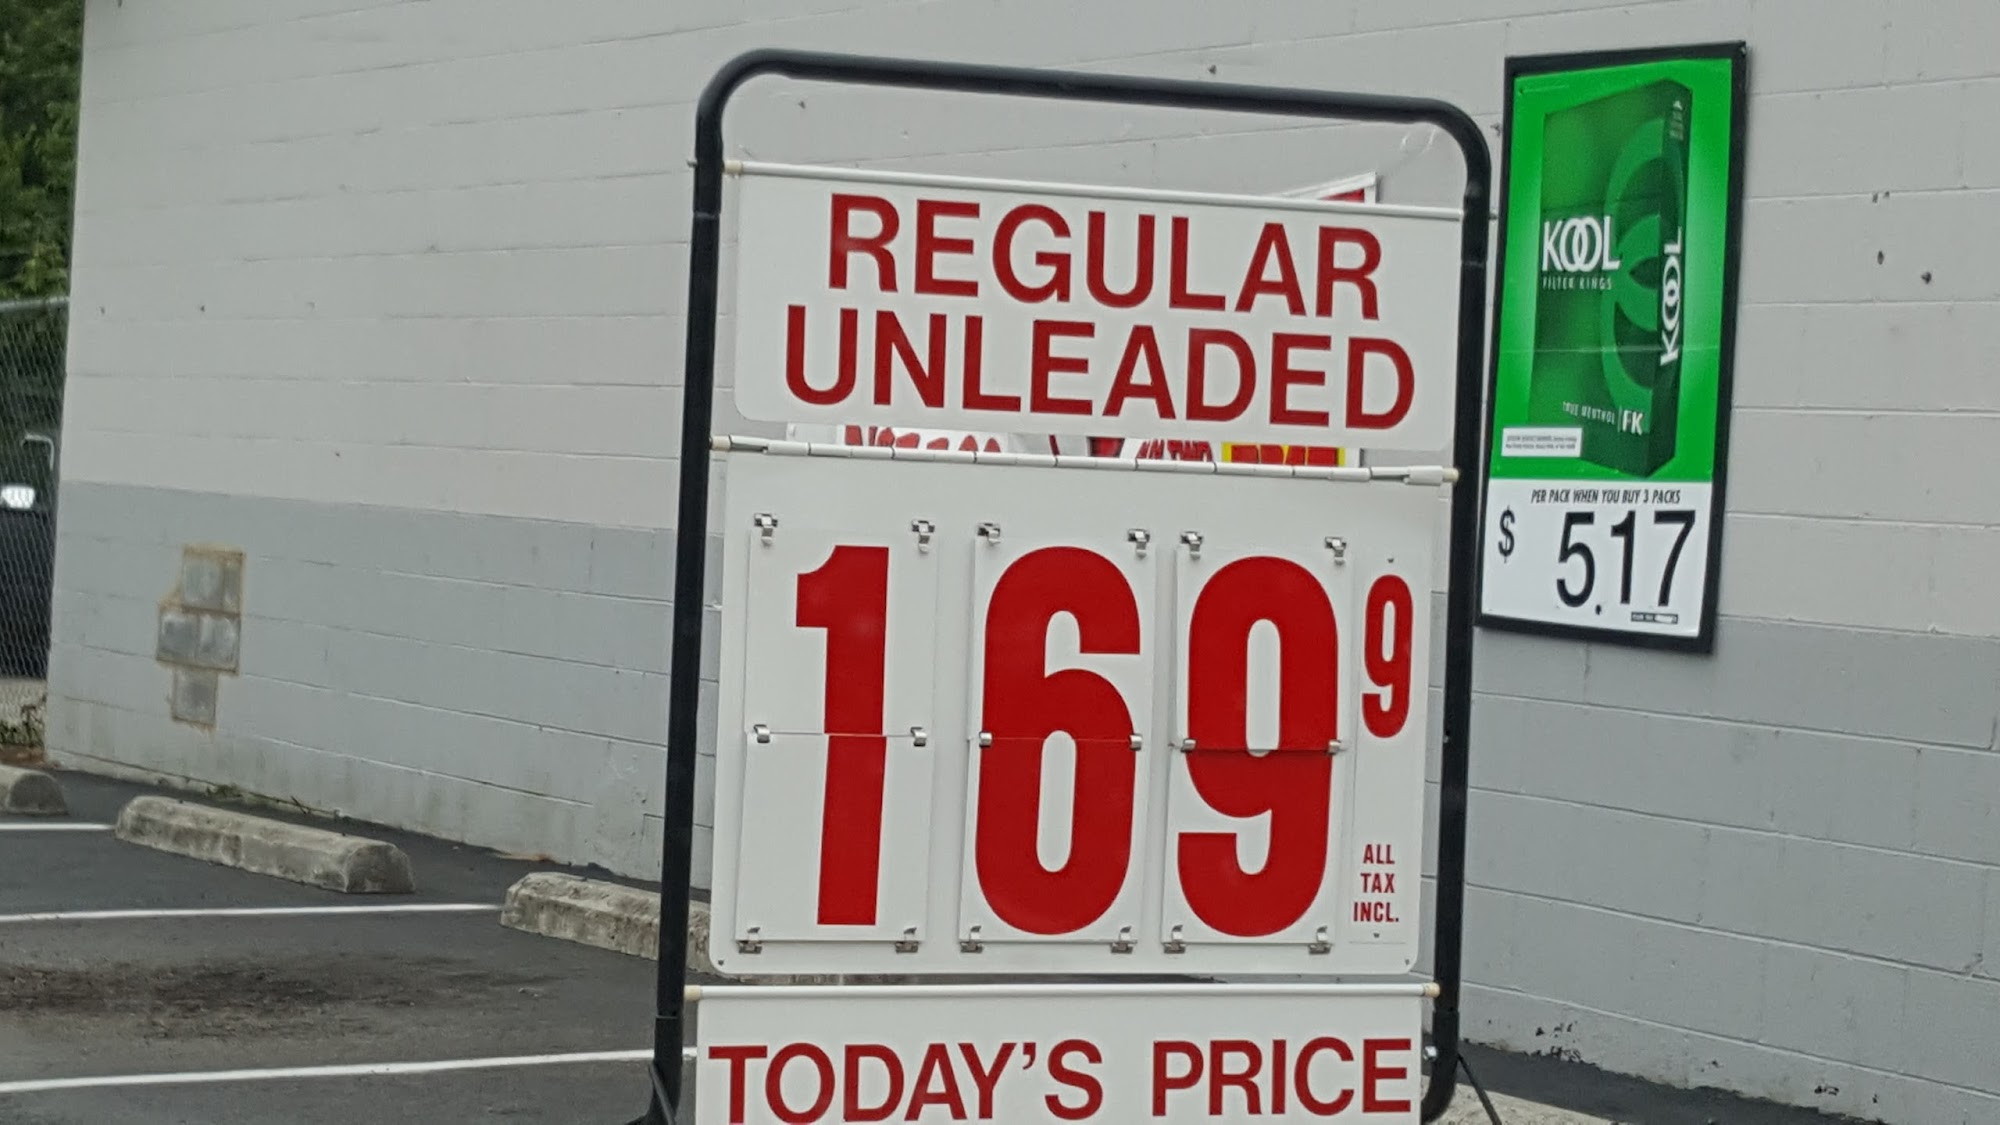 REGULAR
UNLEADED
169 9
ALL
TAX
INCL.
TODAY'S PRICE
KOOL
FILTER KINGS
KOOL
TRUE MENTHOL FK
PER PACK WHEN YOU BUY 3 PACKS
$ 5.17